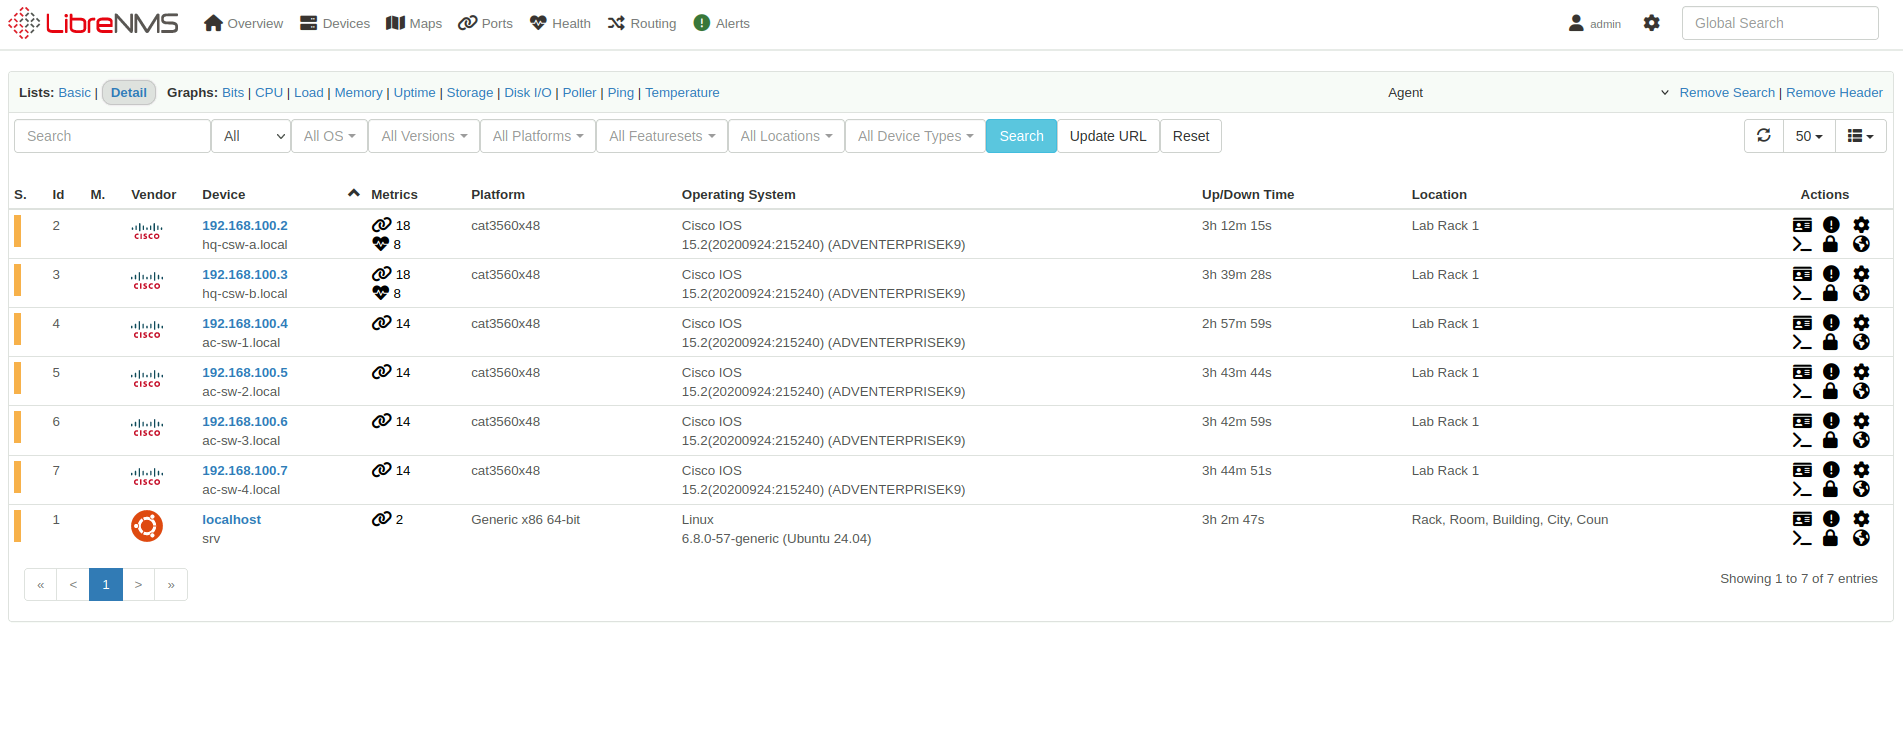 LibreNMS Overview Devices Maps Ports Health Routing Alerts admin Global Search
Lists: Basic | Detail Graphs: Bits | CPU | Load | Memory | Uptime | Storage | Disk I/O | Poller | Ping | Temperature Agent Remove Search | Remove Header
Search All All OS All Versions All Platforms All Featuresets All Locations All Device Types Search Update URL Reset 50
S. Id M. Vendor Device Metrics Platform Operating System Up/Down Time Location Actions
2 CISCO 192.168.100.2 18 cat3560x48 Cisco IOS 3h 12m 15s Lab Rack 1
hq-csw-a.local 8 15.2(20200924:215240) (ADVENTERPRISEK9)
3 CISCO 192.168.100.3 18 cat3560x48 Cisco IOS 3h 39m 28s Lab Rack 1
hq-csw-b.local 8 15.2(20200924:215240) (ADVENTERPRISEK9)
4 CISCO 192.168.100.4 14 cat3560x48 Cisco IOS 2h 57m 59s Lab Rack 1
ac-sw-1.local 15.2(20200924:215240) (ADVENTERPRISEK9)
5 CISCO 192.168.100.5 14 cat3560x48 Cisco IOS 3h 43m 44s Lab Rack 1
ac-sw-2.local 15.2(20200924:215240) (ADVENTERPRISEK9)
6 CISCO 192.168.100.6 14 cat3560x48 Cisco IOS 3h 42m 59s Lab Rack 1
ac-sw-3.local 15.2(20200924:215240) (ADVENTERPRISEK9)
7 CISCO 192.168.100.7 14 cat3560x48 Cisco IOS 3h 44m 51s Lab Rack 1
ac-sw-4.local 15.2(20200924:215240) (ADVENTERPRISEK9)
1 localhost 2 Generic x86 64-bit Linux 3h 2m 47s Rack, Room, Building, City, Coun
srv 6.8.0-57-generic (Ubuntu 24.04)
« < 1 > » Showing 1 to 7 of 7 entries